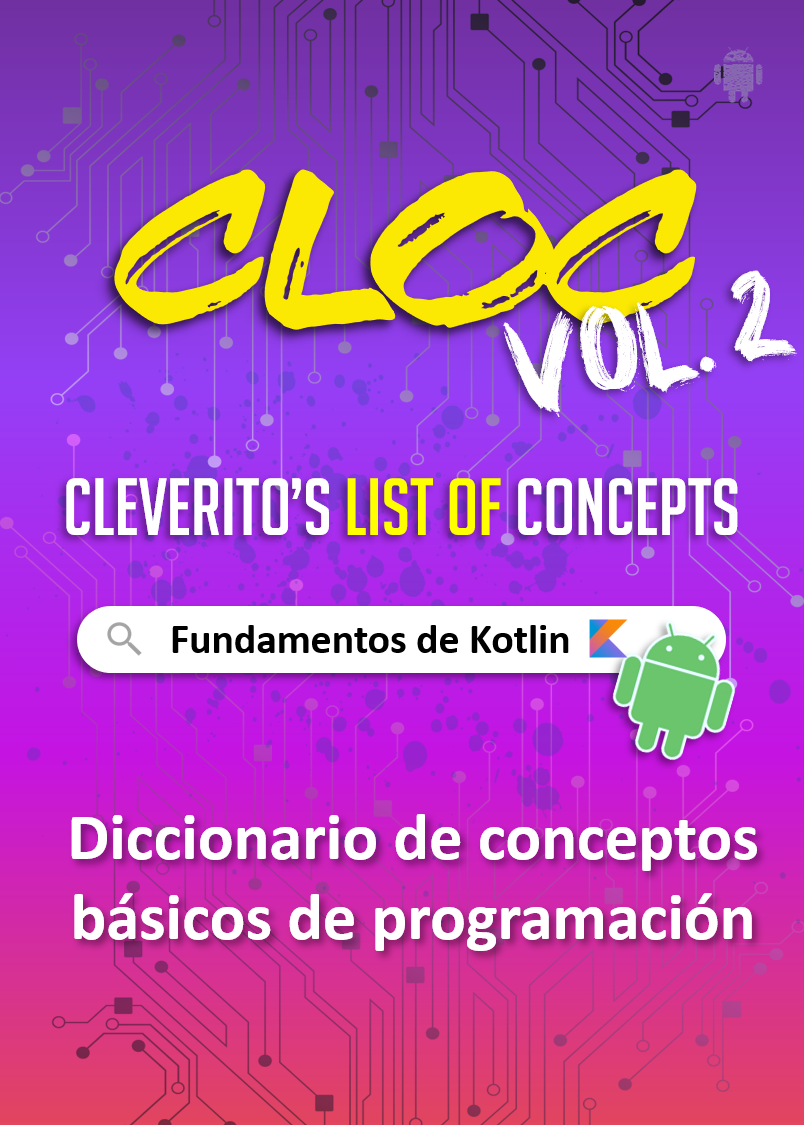 CLOC
VOL. 2
CLEVERITO'S LIST OF CONCEPTS
Fundamentos de Kotlin
Diccionario de conceptos
básicos de programación